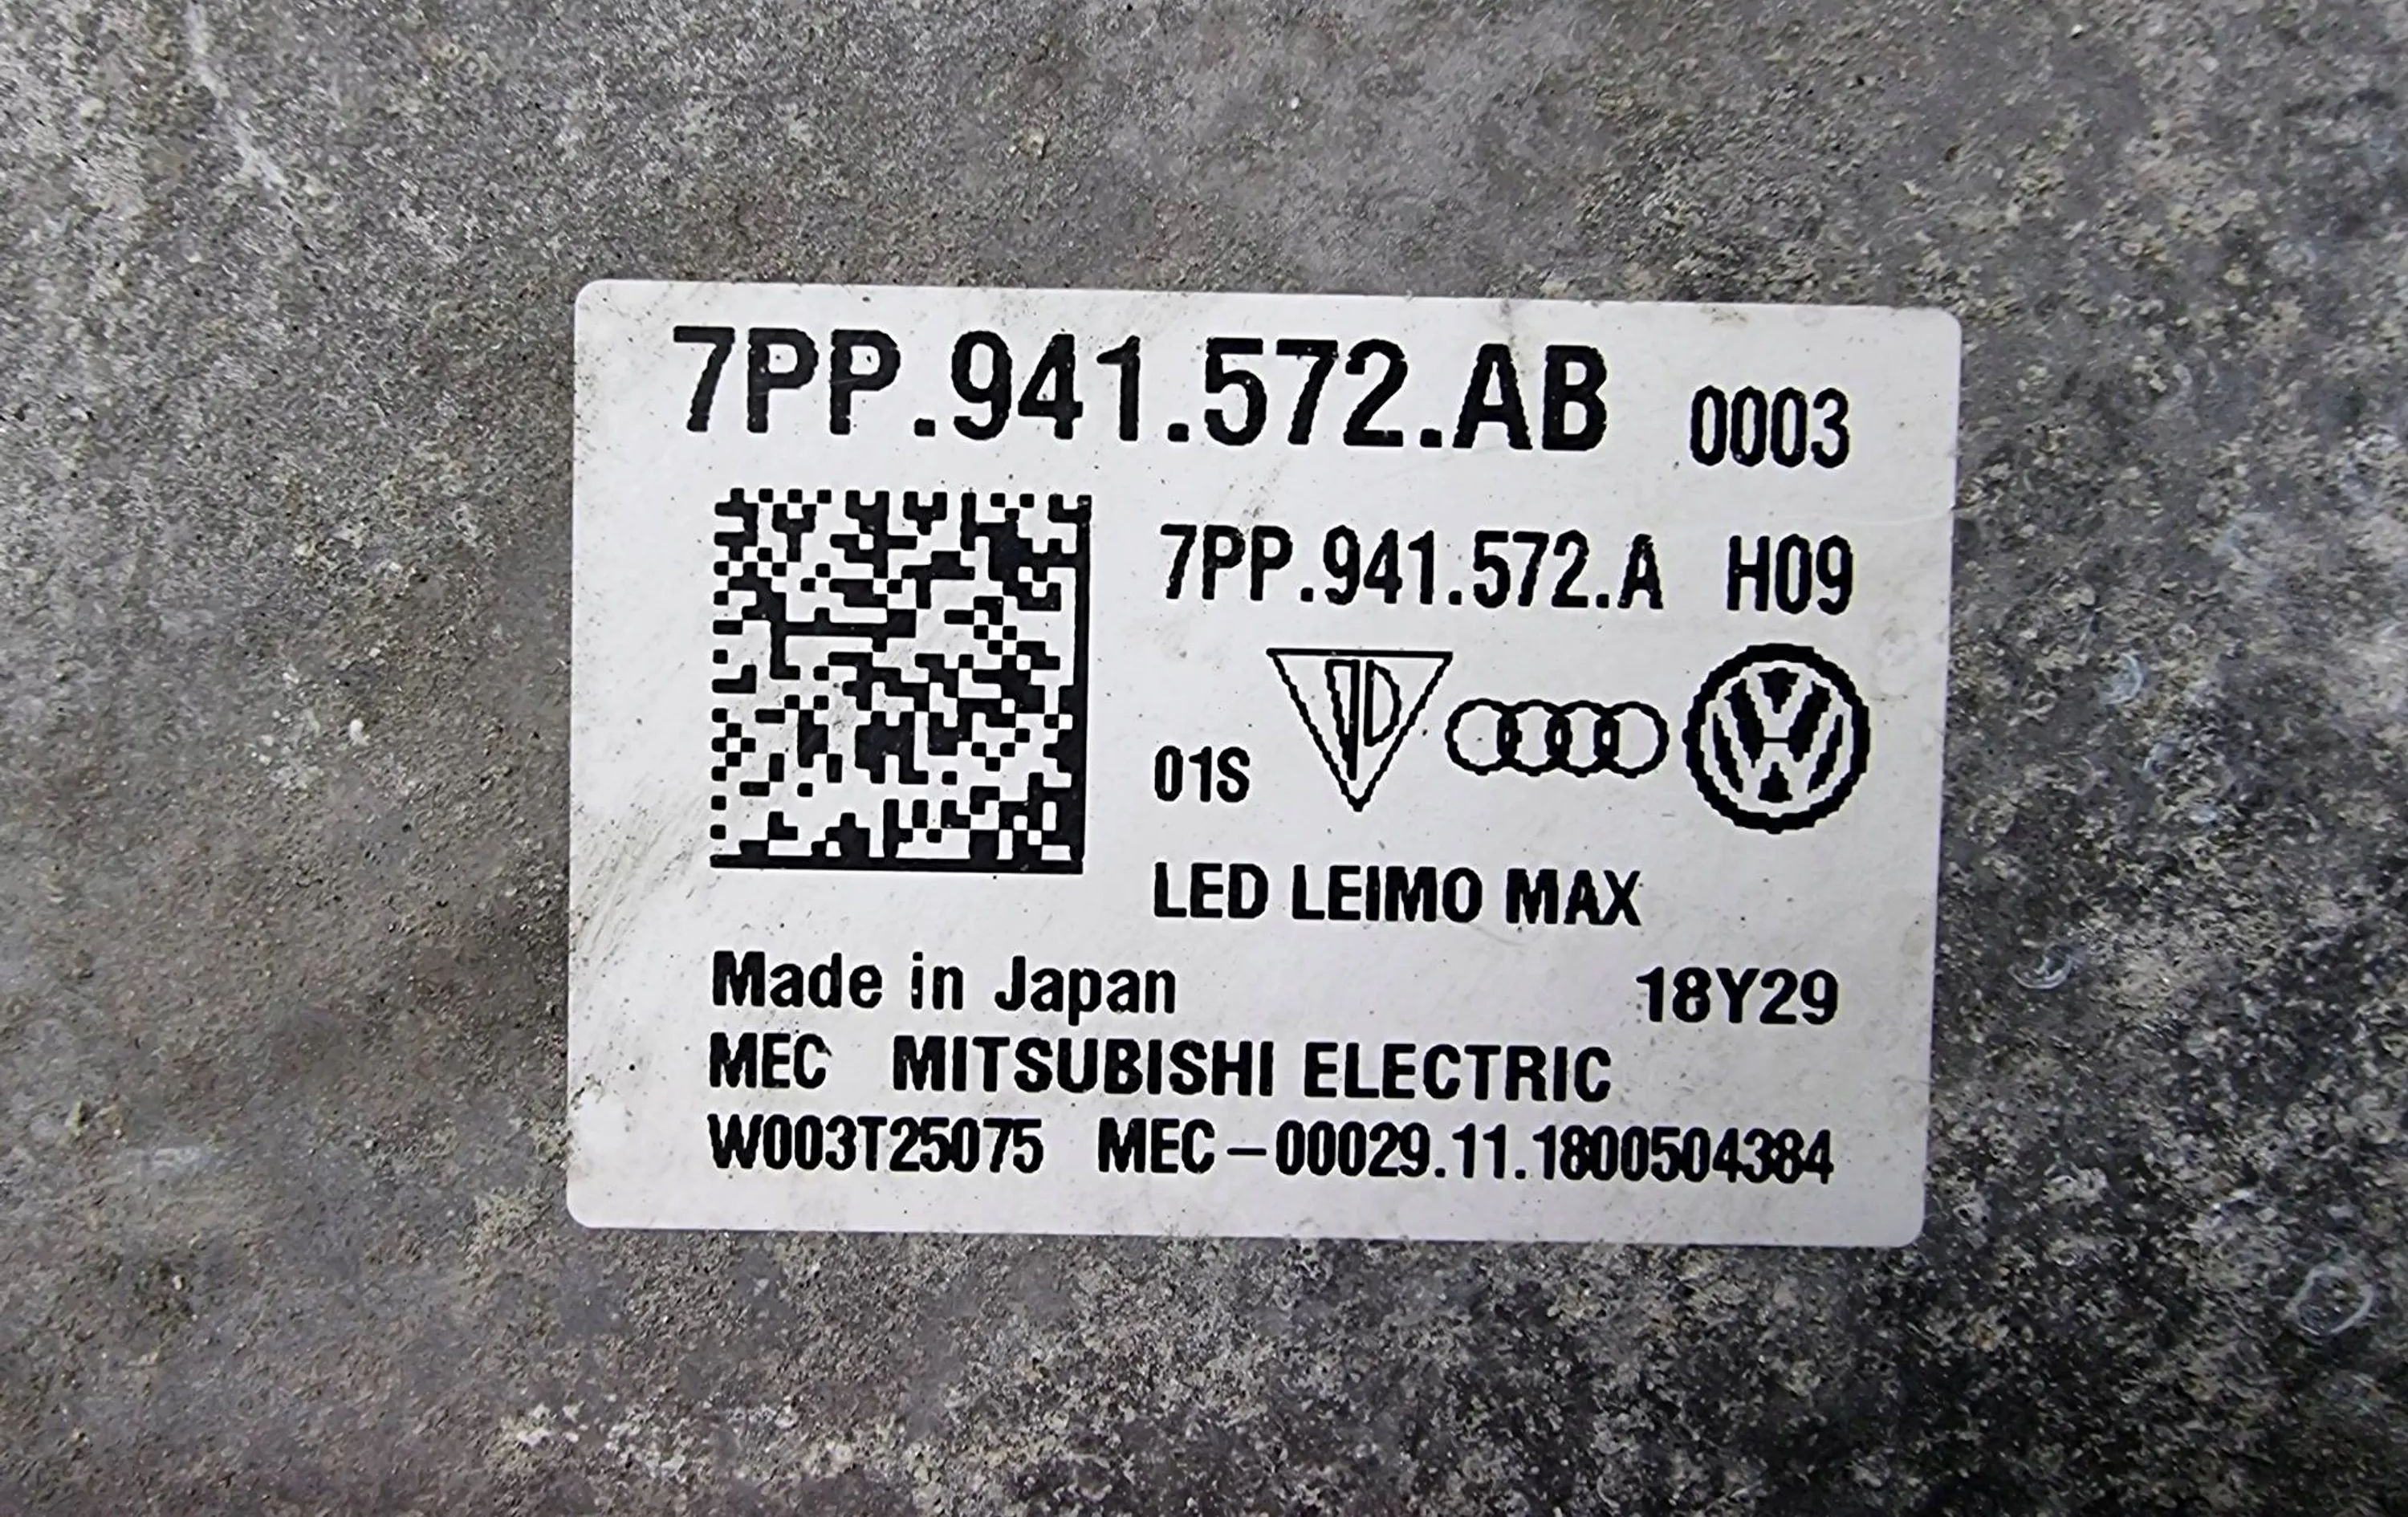 7PP.941.572.AB 0003
7PP.941.572.A H09
01S
LED LEIMO MAX
Made in Japan 18Y29
MEC MITSUBISHI ELECTRIC
W003T25075 MEC-00029.11.1800504384